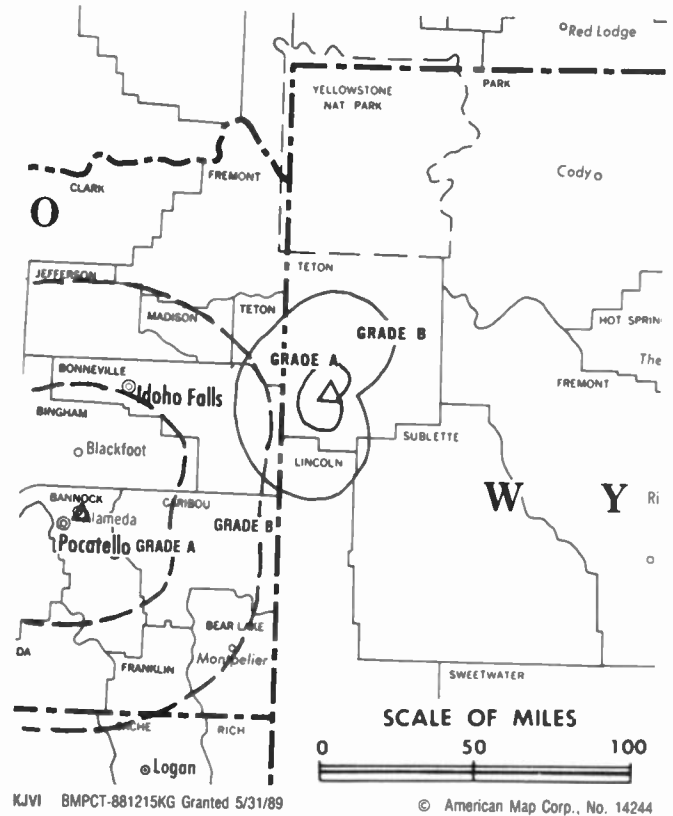 Red Lodge
PARK
YELLOWSTONE
NAT PARK
Cody
FREMONT
CLARK
O
TETON
JEFFERSON
TETON
MADISON
HOT SPRIN
GRADE B
GRADE A
The
BONNEVILLE
FREMONT
Idaho Falls
BINGHAM
SUBLETTE
Blackfoot
LINCOLN
W Y
BANNOCK
CARIBOU
Ri
Alameda
GRADE B
Pocatello GRADE A
BEAR LAKE
DA
Montpelier
FRANKLIN
SWEETWATER
SCALE OF MILES
CACHE
RICH
0 50 100
Logan
KJVI BMPCT-881215KG Granted 5/31/89
© American Map Corp., No. 14244